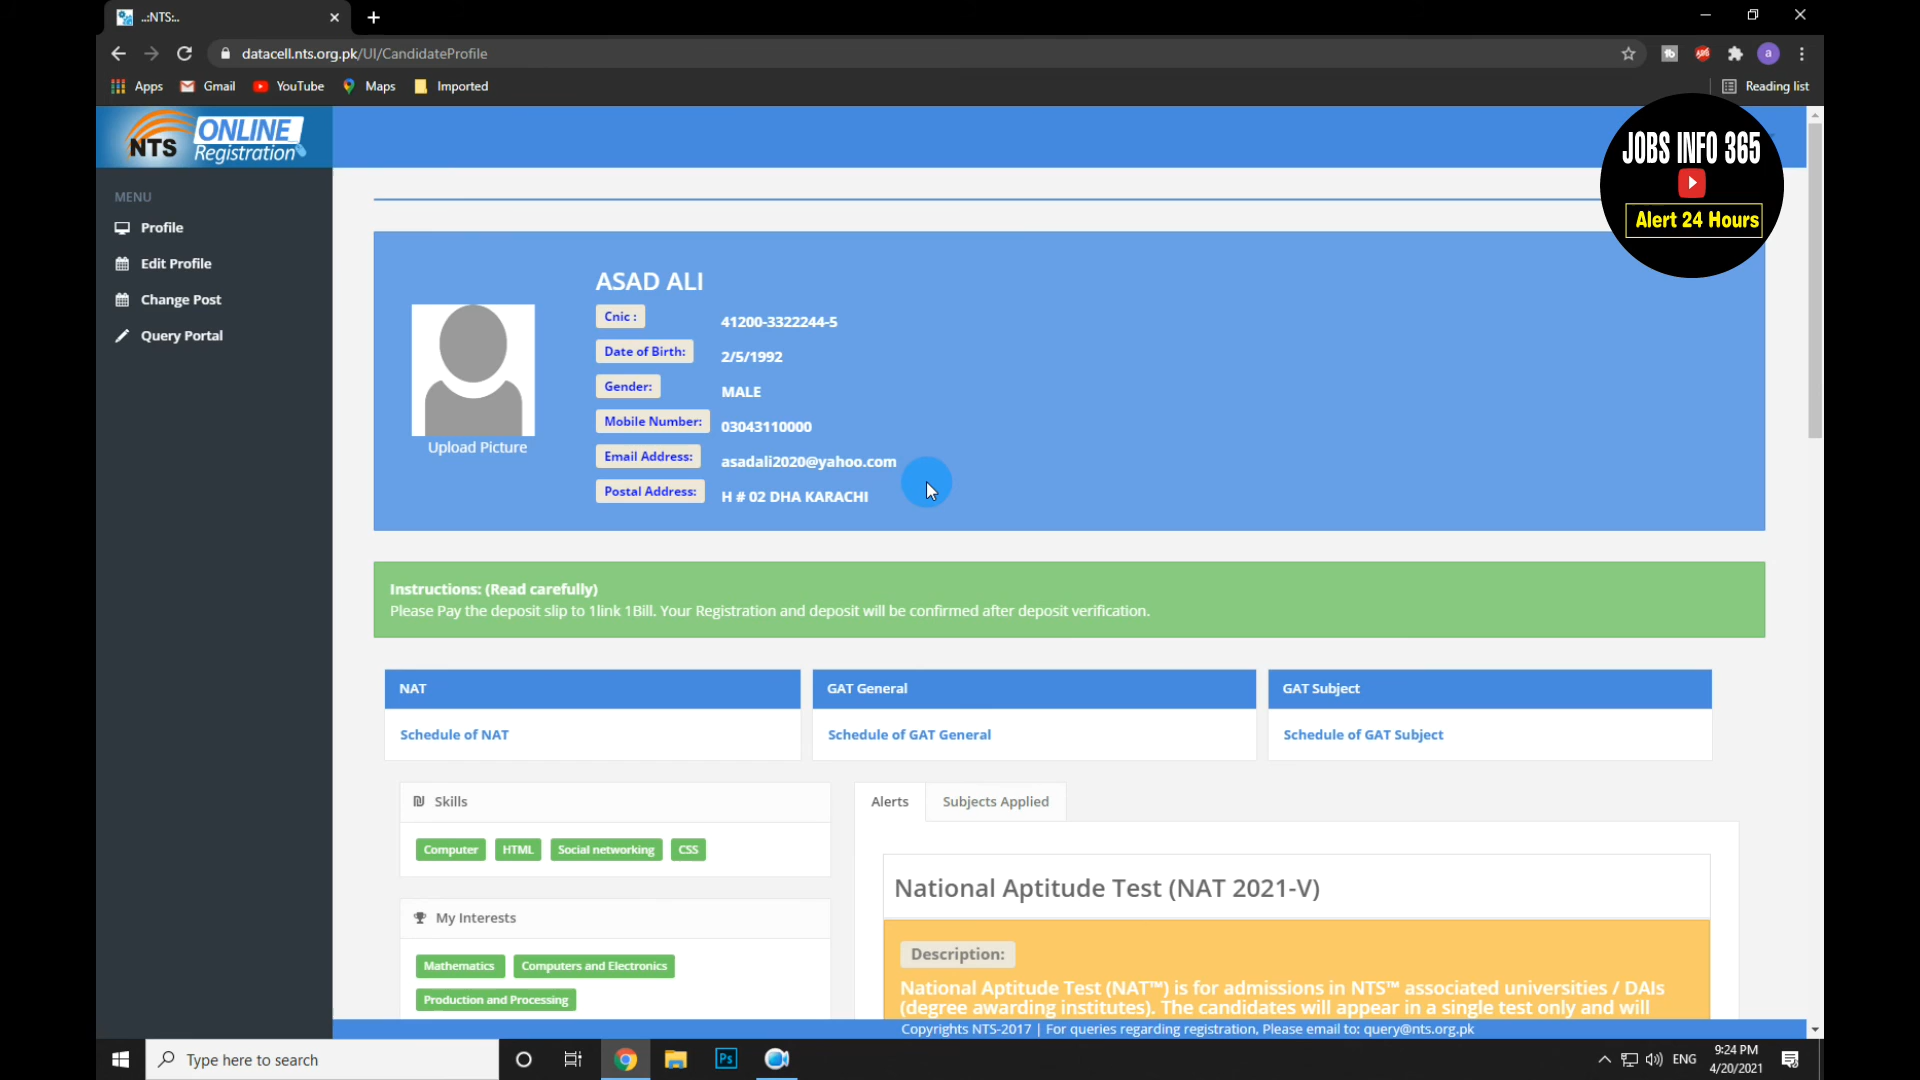 ..:NTS:..
datacell.nts.org.pk/UI/CandidateProfile
Apps
Gmail
YouTube
Maps
Imported
Reading list
NTS ONLINE Registration
JOBS INFO 365
Alert 24 Hours
MENU
Profile
Edit Profile
Change Post
Query Portal
ASAD ALI
Cnic : 41200-3322244-5
Date of Birth: 2/5/1992
Gender: MALE
Mobile Number: 03043110000
Email Address: asadali2020@yahoo.com
Postal Address: H # 02 DHA KARACHI
Upload Picture
Instructions: (Read carefully)
Please Pay the deposit slip to 1link 1Bill. Your Registration and deposit will be confirmed after deposit verification.
NAT
Schedule of NAT
GAT General
Schedule of GAT General
GAT Subject
Schedule of GAT Subject
Skills
Computer HTML Social networking CSS
My Interests
Mathematics Computers and Electronics
Production and Processing
Alerts Subjects Applied
National Aptitude Test (NAT 2021-V)
Description:
National Aptitude Test (NAT™) is for admissions in NTS™ associated universities / DAIs
(degree awarding institutes). The candidates will appear in a single test only and will
Copyrights NTS-2017 | For queries regarding registration, Please email to: query@nts.org.pk
Type here to search
Ps
ENG
9:24 PM
4/20/2021